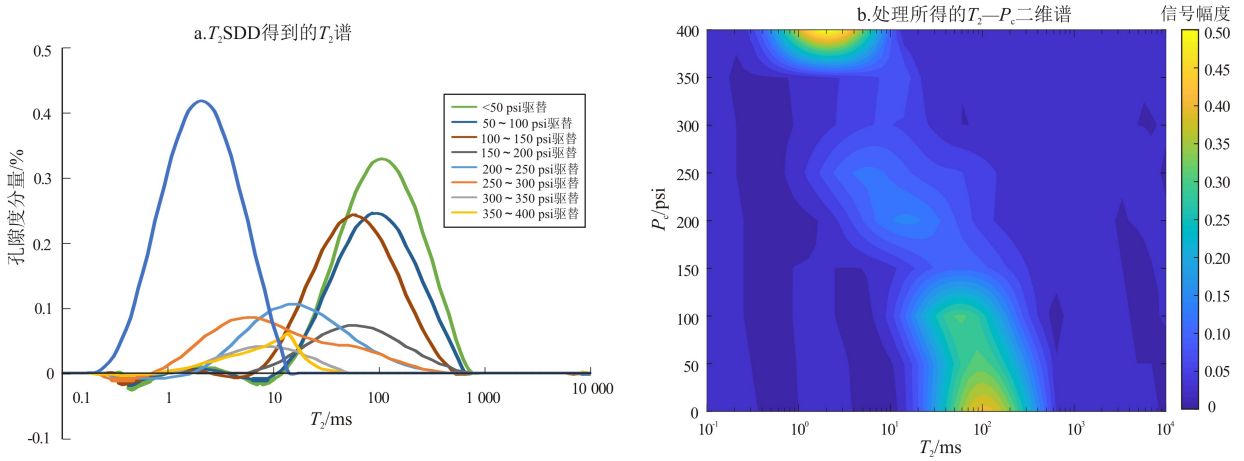 a.T₂SDD得到的T₂谱
0.5
0.4
0.3
0.2
0.1
0
-0.1
孔隙度分量/%
<50 psi驱替
50~100 psi驱替
100~150 psi驱替
150~200 psi驱替
200~250 psi驱替
250~300 psi驱替
300~350 psi驱替
350~400 psi驱替
0.1 1 10 100 1 000 10 000
T₂/ms
b.处理所得的T₂—Pc二维谱
信号幅度
400
350
300
250
200
150
100
50
0
Pc/psi
10⁻¹ 10⁰ 10¹ 10² 10³ 10⁴
T₂/ms
0.50
0.45
0.40
0.35
0.30
0.25
0.20
0.15
0.10
0.05
0